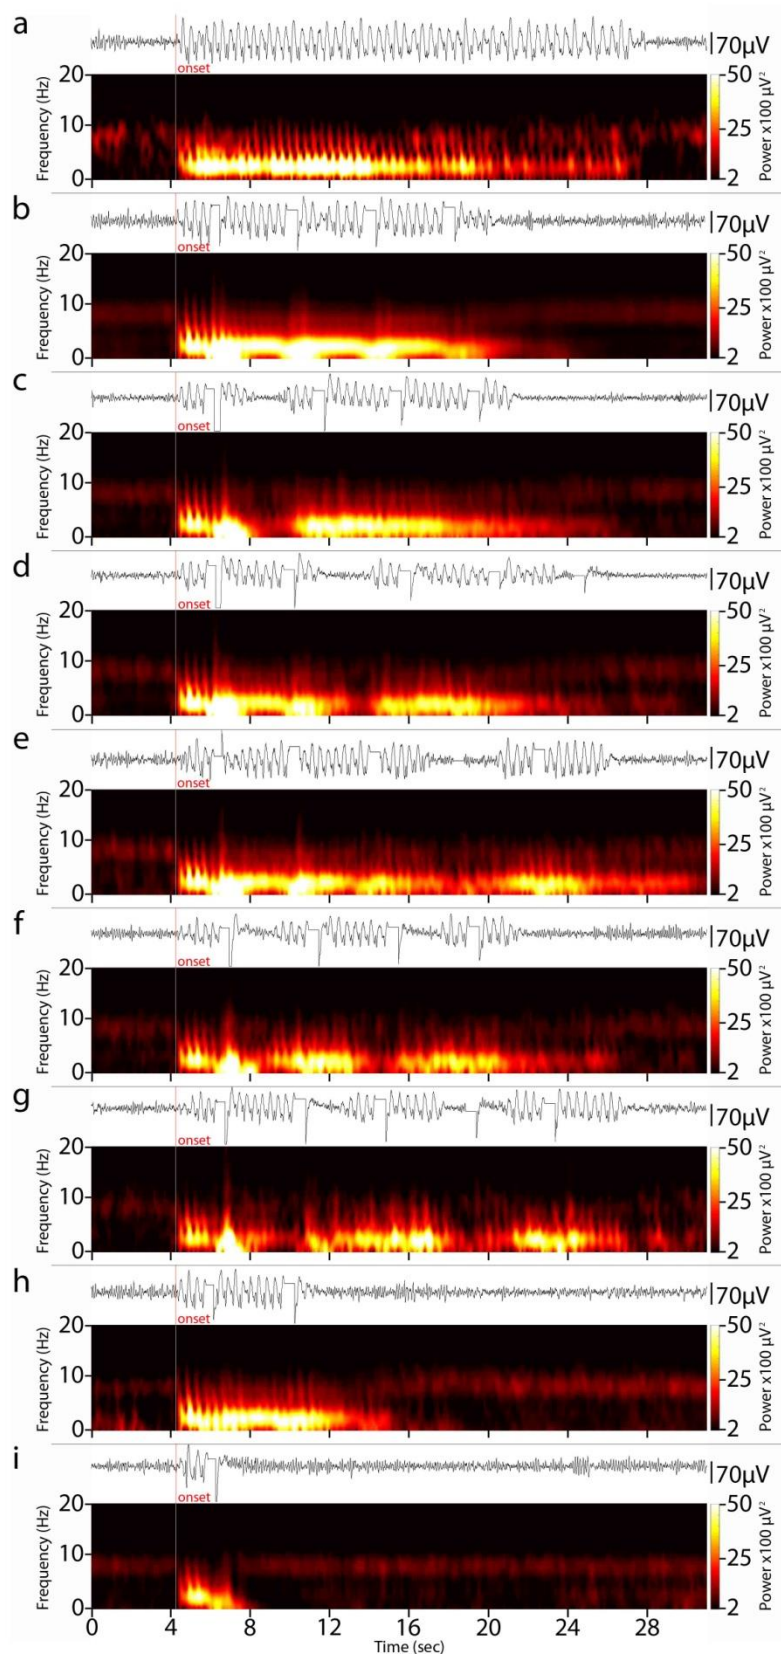 a
70µV
onset
20
10
0
Frequency (Hz)
50
25
2
Power x100 µV²
b
70µV
onset
20
10
0
Frequency (Hz)
50
25
2
Power x100 µV²
c
70µV
onset
20
10
0
Frequency (Hz)
50
25
2
Power x100 µV²
d
70µV
onset
20
10
0
Frequency (Hz)
50
25
2
Power x100 µV²
e
70µV
onset
20
10
0
Frequency (Hz)
50
25
2
Power x100 µV²
f
70µV
onset
20
10
0
Frequency (Hz)
50
25
2
Power x100 µV²
g
70µV
onset
20
10
0
Frequency (Hz)
50
25
2
Power x100 µV²
h
70µV
onset
20
10
0
Frequency (Hz)
50
25
2
Power x100 µV²
i
70µV
onset
20
10
0
Frequency (Hz)
50
25
2
Power x100 µV²
0 4 8 12 16 20 24 28
Time (sec)